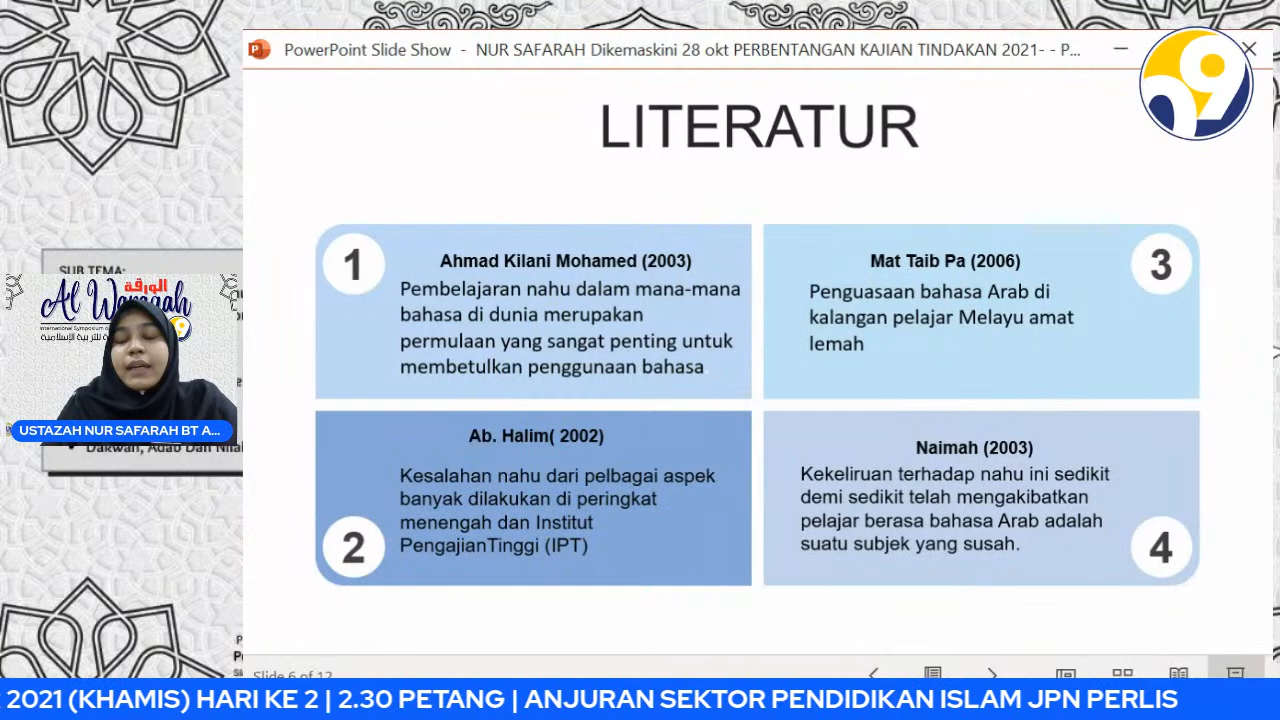 PowerPoint Slide Show - NUR SAFARAH Dikemaskini 28 okt PERBENTANGAN KAJIAN TINDAKAN 2021- - P...
LITERATUR
1
Ahmad Kilani Mohamed (2003)
Pembelajaran nahu dalam mana-mana
bahasa di dunia merupakan
permulaan yang sangat penting untuk
membetulkan penggunaan bahasa.
3
Mat Taib Pa (2006)
Penguasaan bahasa Arab di
kalangan pelajar Melayu amat
lemah
2
Ab. Halim( 2002)
Kesalahan nahu dari pelbagai aspek
banyak dilakukan di peringkat
menengah dan Institut
PengajianTinggi (IPT)
4
Naimah (2003)
Kekeliruan terhadap nahu ini sedikit
demi sedikit telah mengakibatkan
pelajar berasa bahasa Arab adalah
suatu subjek yang susah.
Slide 6 of 12
SUB TEMA:
الورقة
Al Waraqah
International Symposium
للتربية الإسلامية
USTAZAH NUR SAFARAH BT A...
Dakwah, Adab Dan
2021 (KHAMIS) HARI KE 2 | 2.30 PETANG | ANJURAN SEKTOR PENDIDIKAN ISLAM JPN PERLIS